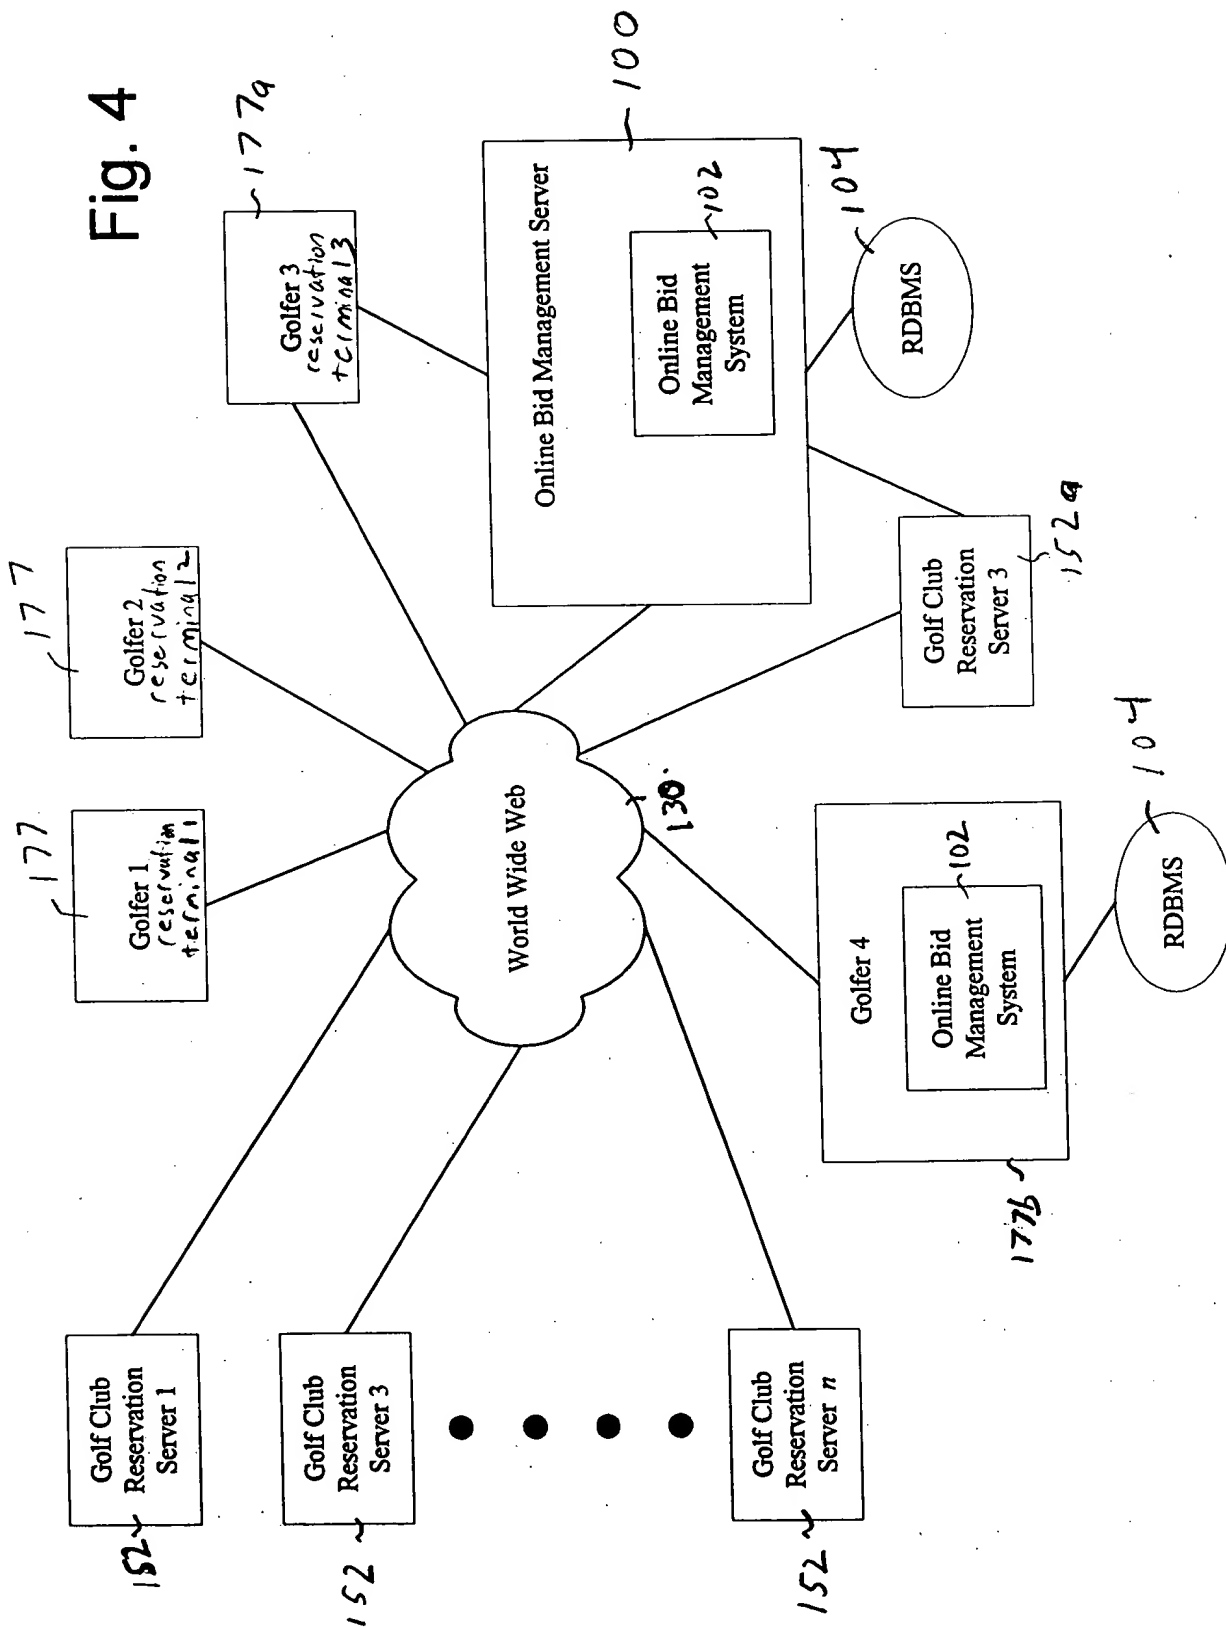 Fig. 4
177
Golfer 1
reservation
terminal 1
177
Golfer 2
reservation
terminal 2
177a
Golfer 3
reservation
terminal 3
152
Golf Club
Reservation
Server 1
152
Golf Club
Reservation
Server 3
152
Golf Club
Reservation
Server n
World Wide Web
130
100
Online Bid Management Server
102
Online Bid
Management
System
104
RDBMS
Golf Club
Reservation
Server 3
152a
177b
Golfer 4
102
Online Bid
Management
System
104
RDBMS